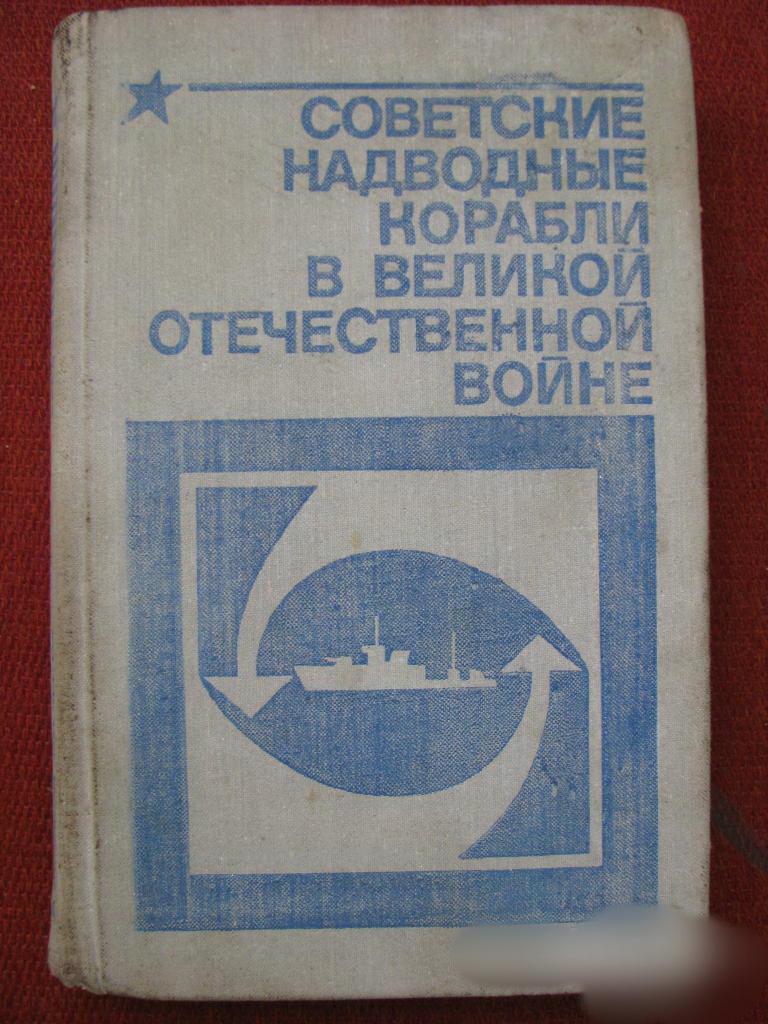 СОВЕТСКИЕ
НАДВОДНЫЕ
КОРАБЛИ
В ВЕЛИКОЙ
ОТЕЧЕСТВЕННОЙ
ВОЙНЕ